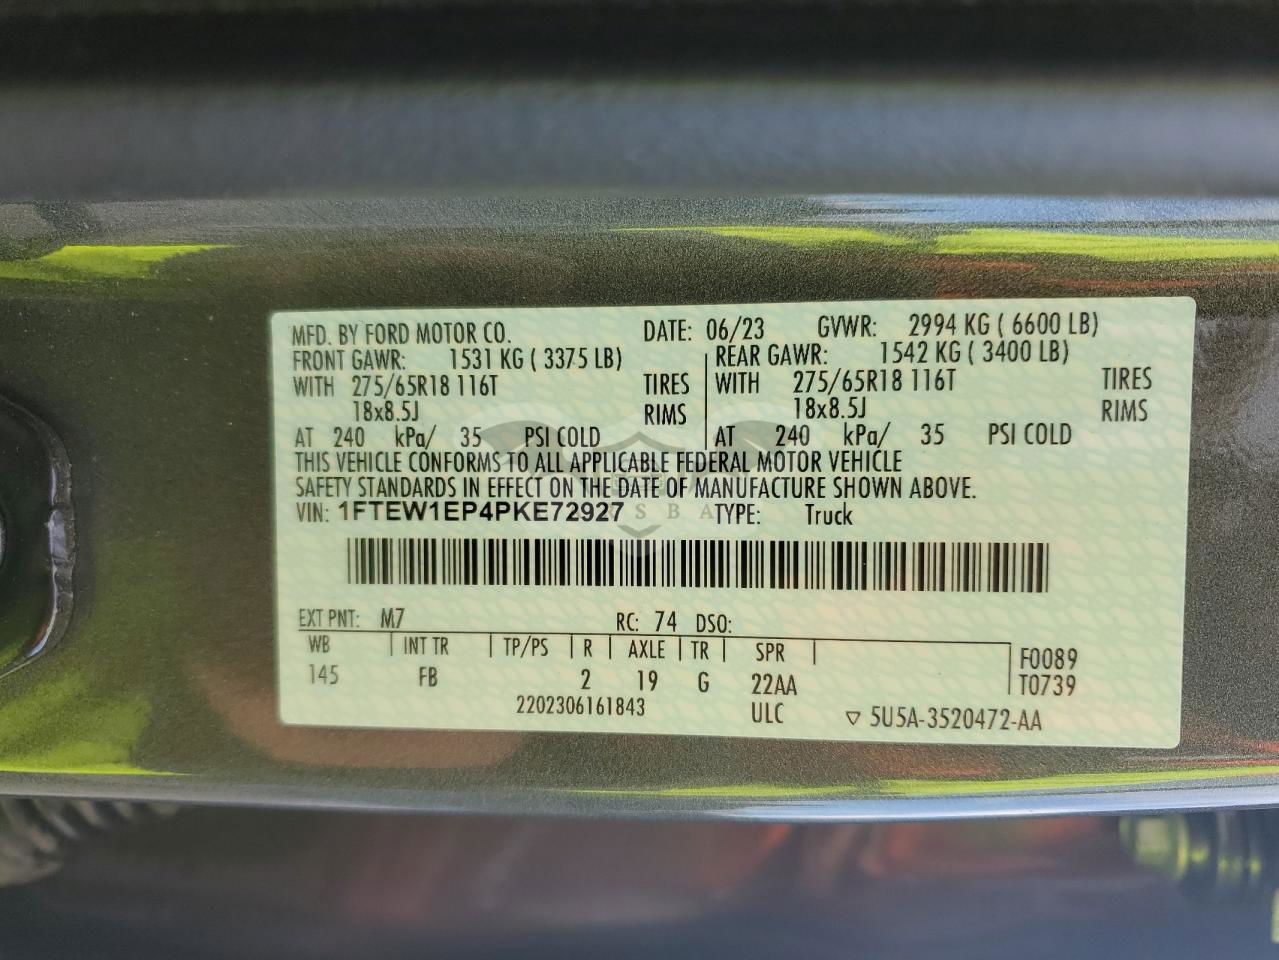 MFD. BY FORD MOTOR CO. DATE: 06/23 GVWR: 2994 KG ( 6600 LB)
FRONT GAWR: 1531 KG ( 3375 LB) REAR GAWR: 1542 KG ( 3400 LB)
WITH 275/65R18 116T TIRES WITH 275/65R18 116T TIRES
18x8.5J RIMS 18x8.5J RIMS
AT 240 kPa/ 35 PSI COLD AT 240 kPa/ 35 PSI COLD
THIS VEHICLE CONFORMS TO ALL APPLICABLE FEDERAL MOTOR VEHICLE
SAFETY STANDARDS IN EFFECT ON THE DATE OF MANUFACTURE SHOWN ABOVE.
VIN: 1FTEW1EP4PKE72927 TYPE: Truck
EXT PNT: M7 RC: 74 DSO:
WB INT TR TP/PS R AXLE TR SPR
145 FB 2 19 G 22AA
F0089
T0739
2202306161843 ULC ▽ 5U5A-3520472-AA